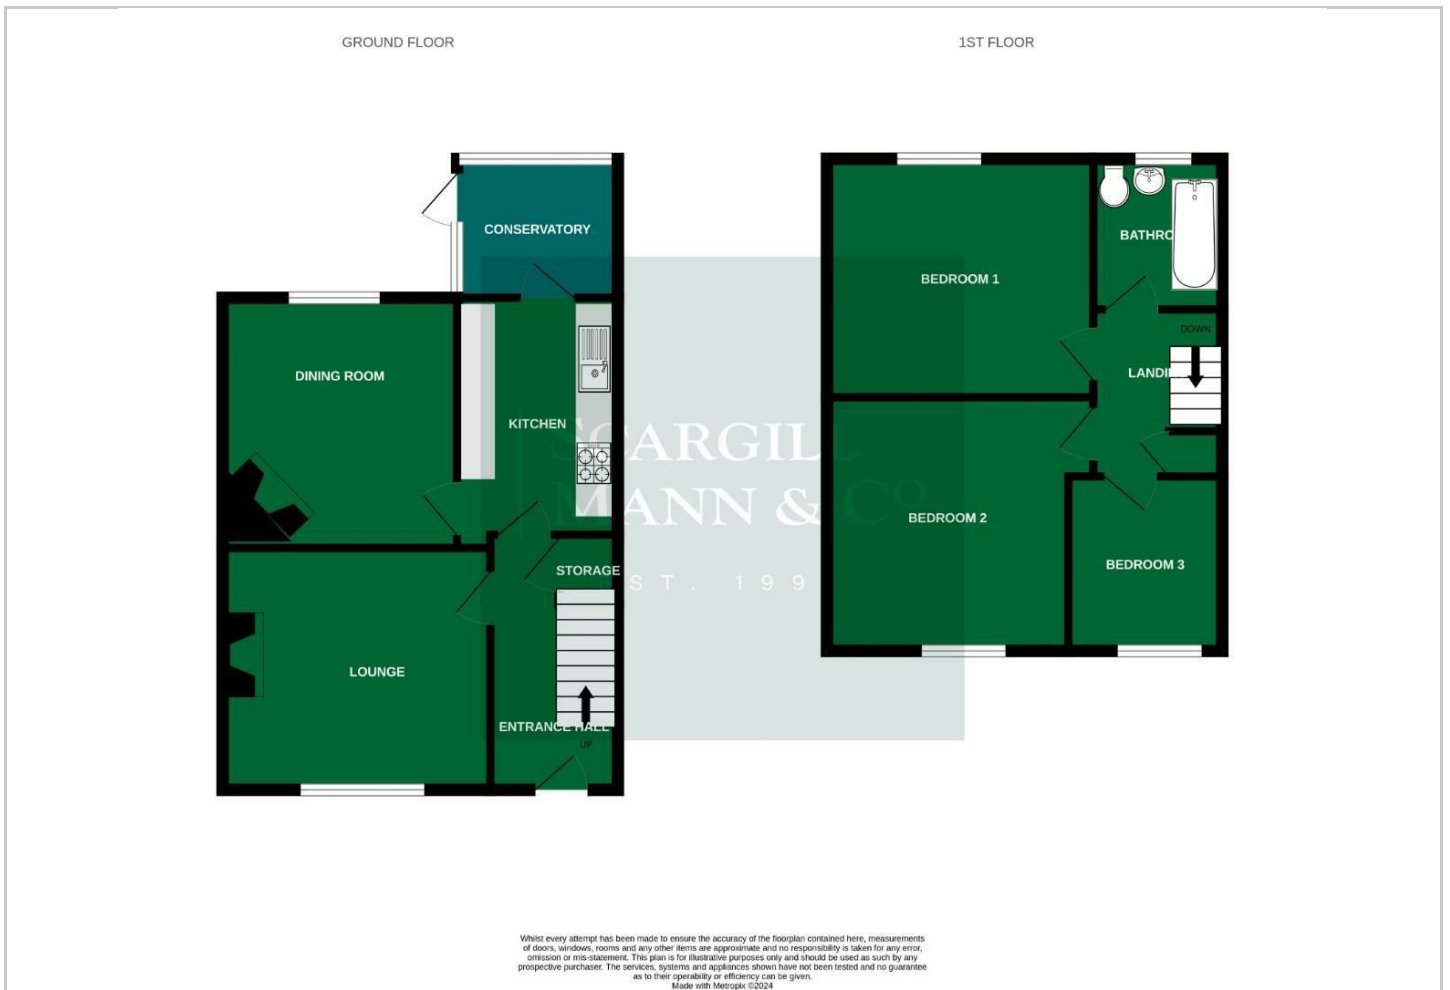 GROUND FLOOR
1ST FLOOR
CONSERVATORY
BATHRO
BEDROOM 1
DOWN
DINING ROOM
LANDI
KITCHEN
SCARGILL
MANN & Co
BEDROOM 2
STORAGE
BEDROOM 3
EST. 199
LOUNGE
ENTRANCE HALL
UP
Whilst every attempt has been made to ensure the accuracy of the floorplan contained here, measurements
of doors, windows, rooms and any other items are approximate and no responsibility is taken for any error,
omission or mis-statement. This plan is for illustrative purposes only and should be used as such by any
prospective purchaser. The services, systems and appliances shown have not been tested and no guarantee
as to their operability or efficiency can be given.
Made with Metropix ©2024